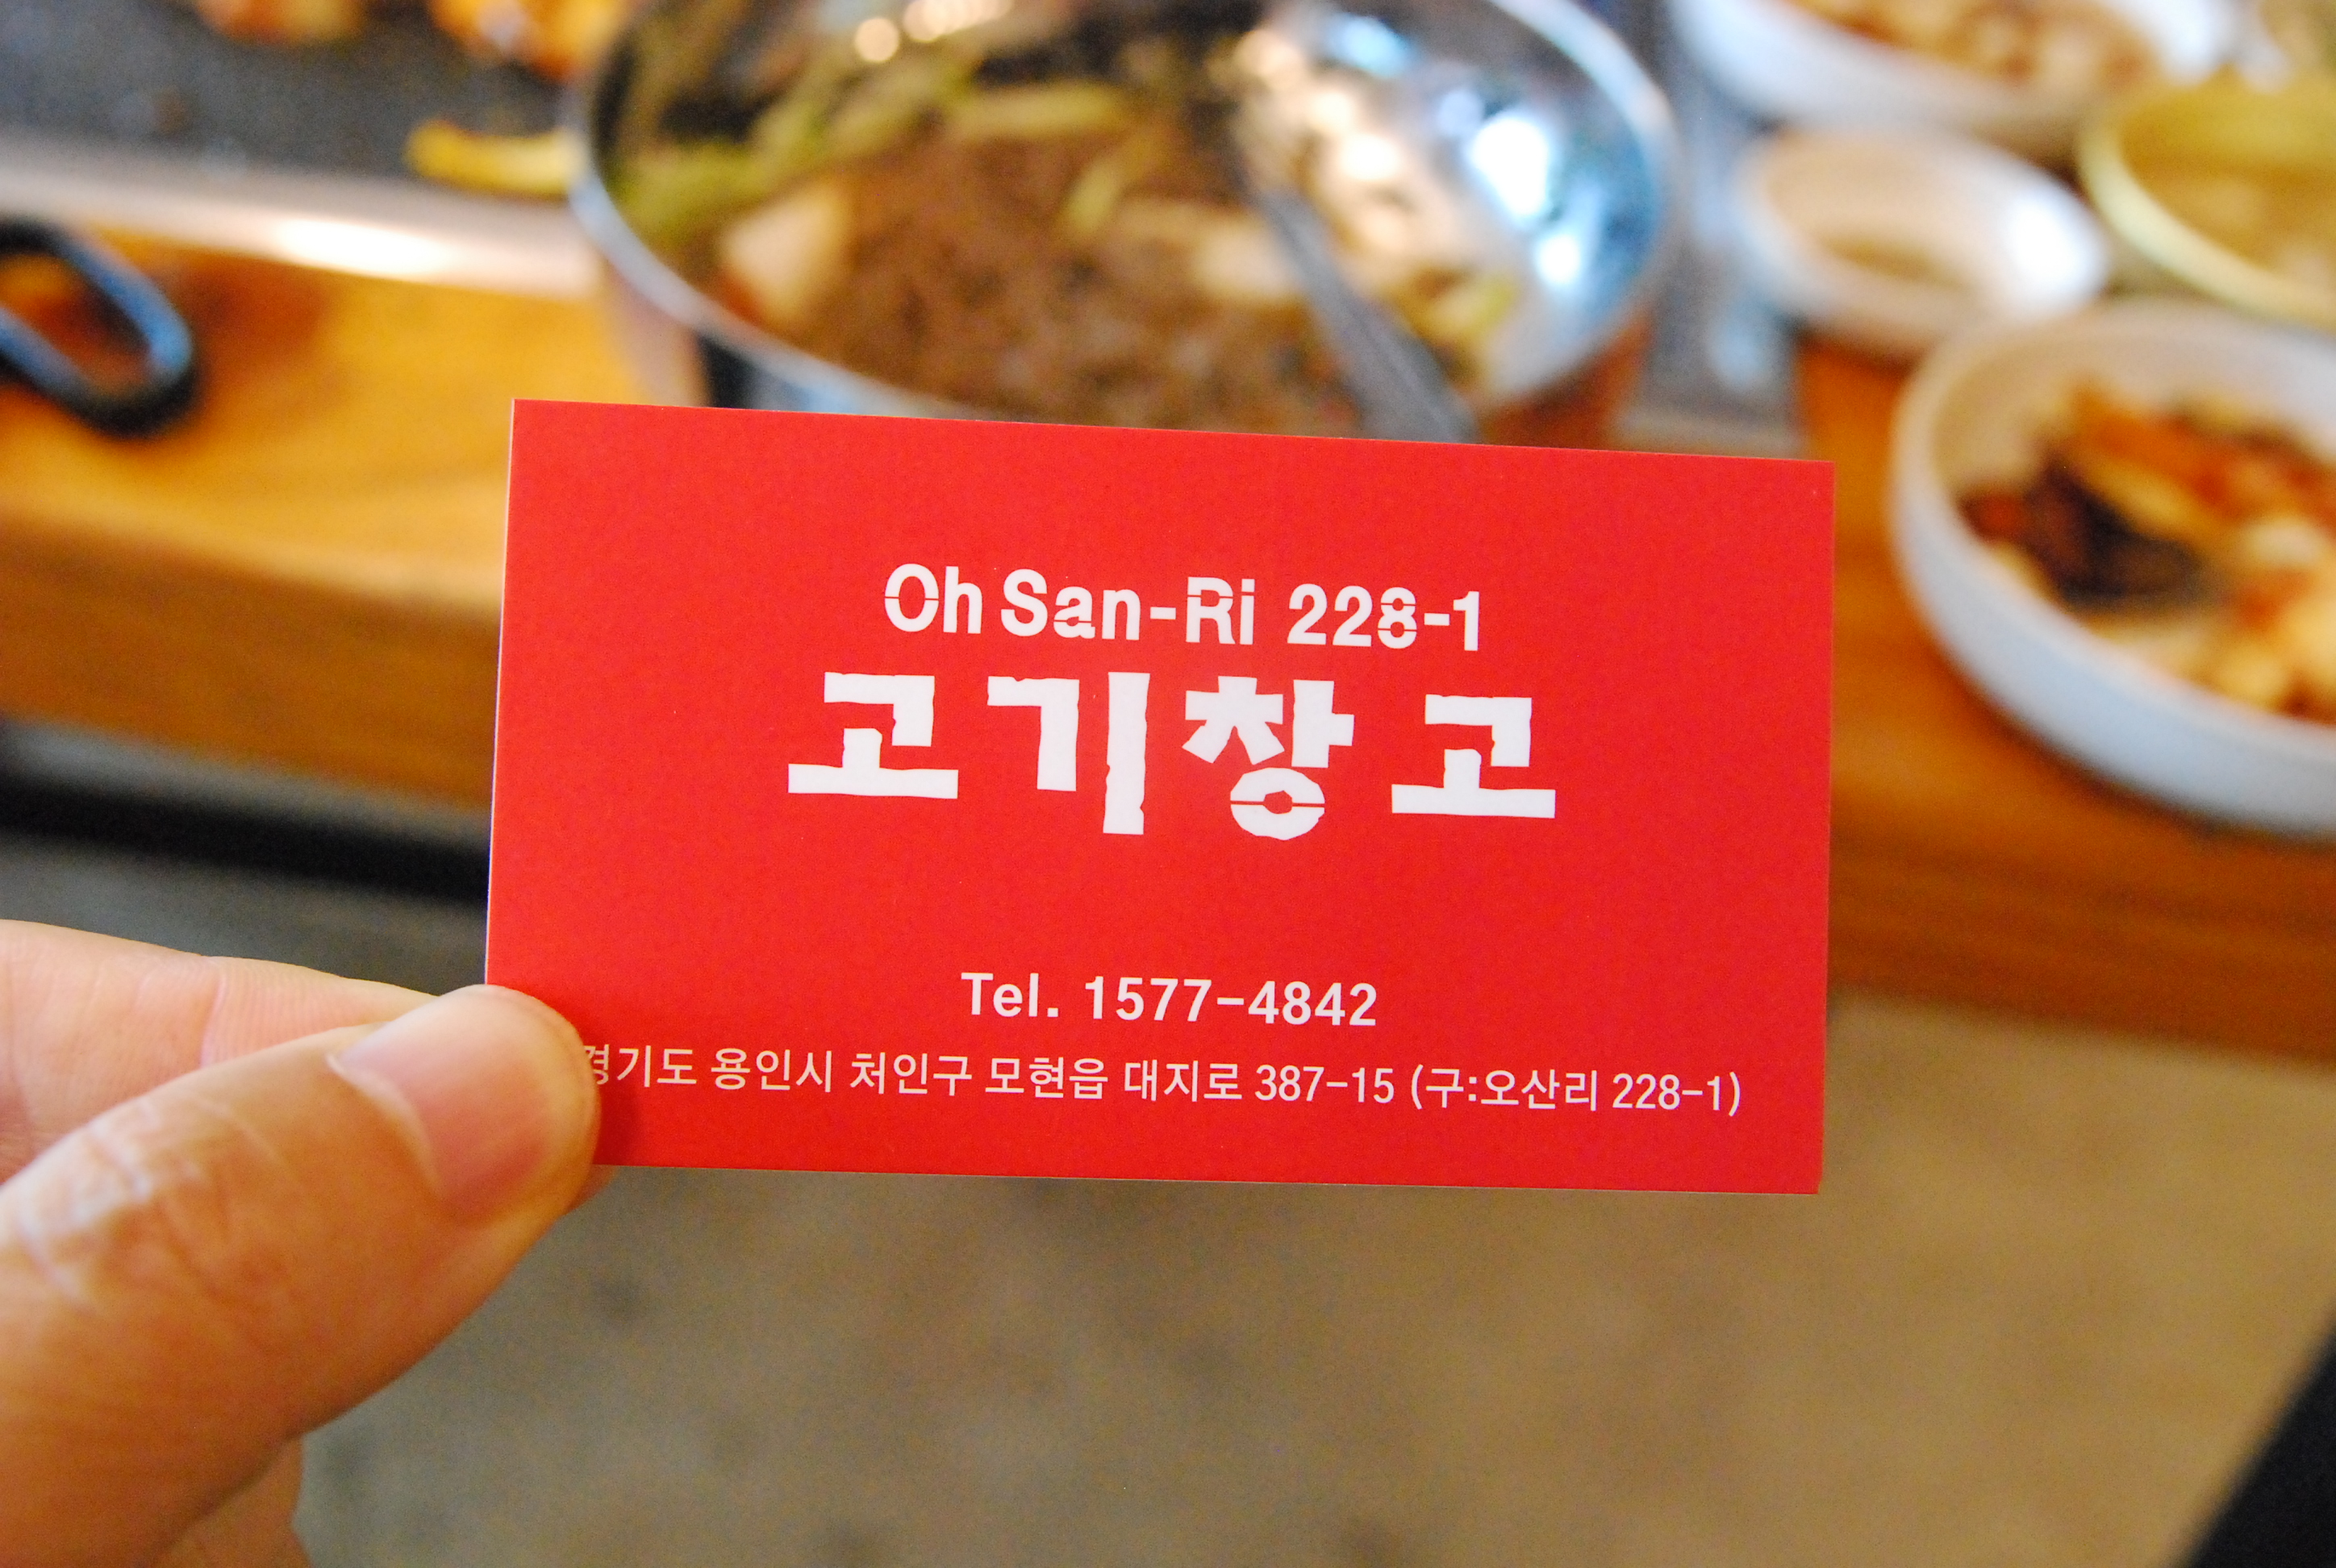 Oh San-Ri 228-1
고기창고
Tel. 1577-4842
경기도 용인시 처인구 모현읍 대지로 387-15 (구:오산리 228-1)